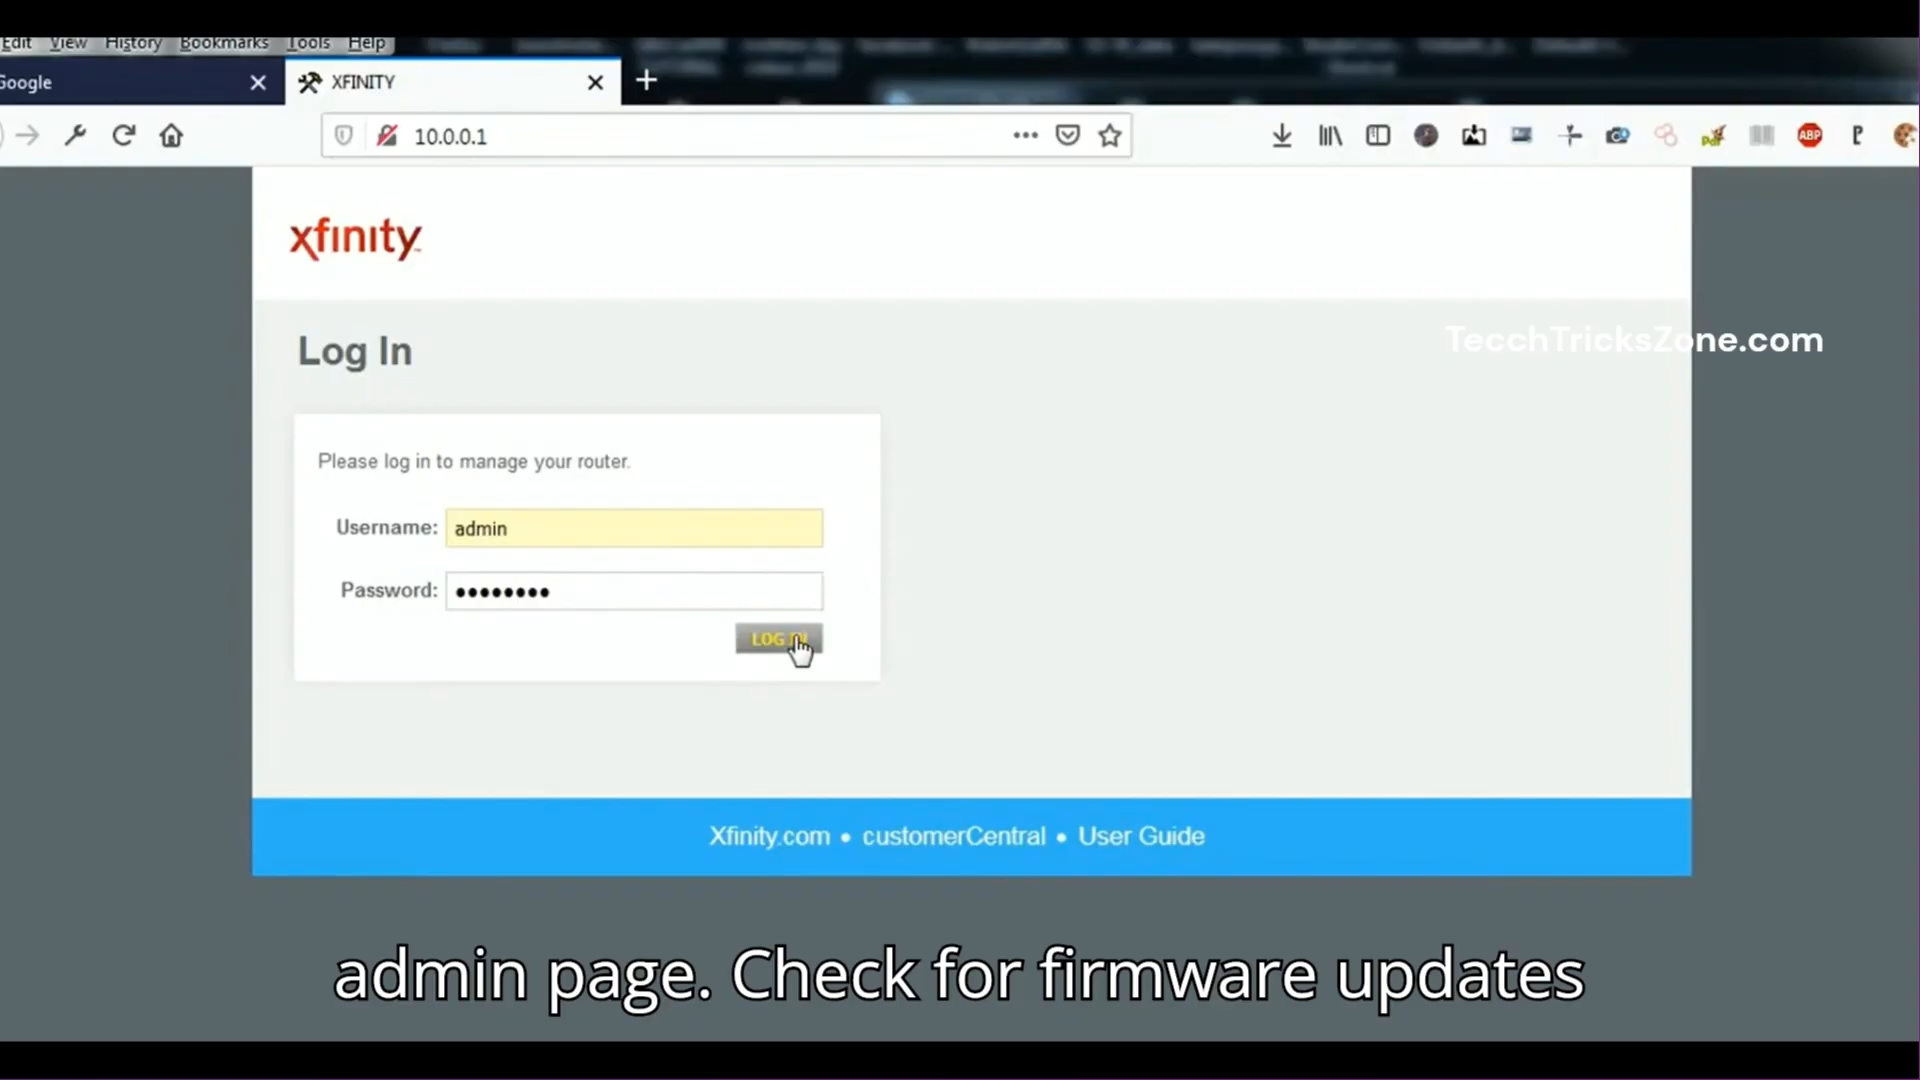 Edit View History Bookmarks Tools Help
Google
XFINITY
10.0.0.1
ABP
xfinity
Log In
TecchTricksZone.com
Please log in to manage your router.
Username: admin
Password: ••••••••
LOG IN
Xfinity.com • customerCentral • User Guide
admin page. Check for firmware updates